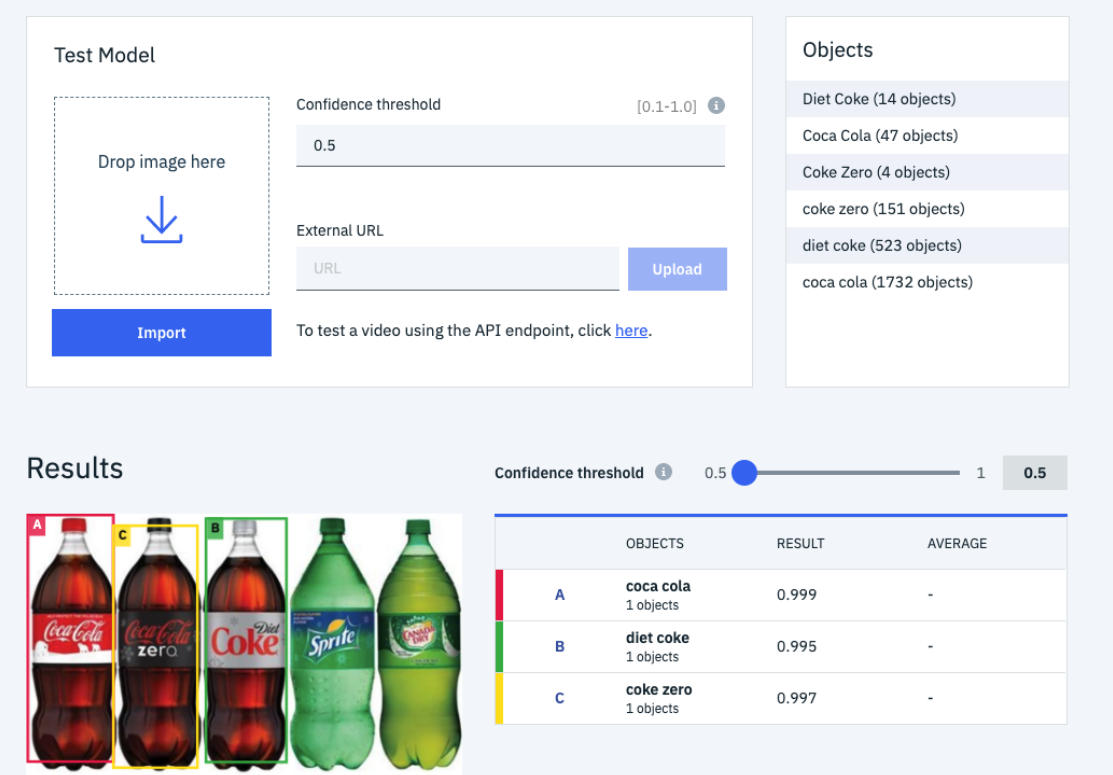 Test Model
Drop image here
Import
Confidence threshold
[0.1-1.0]
0.5
External URL
URL
Upload
To test a video using the API endpoint, click here.
Objects
Diet Coke (14 objects)
Coca Cola (47 objects)
Coke Zero (4 objects)
coke zero (151 objects)
diet coke (523 objects)
coca cola (1732 objects)
Results
Confidence threshold
0.5
1
0.5
A
C
B
Coca-Cola
Coca-Cola
zero
Diet
Coke
Sprite
CANADA
DRY
OBJECTS RESULT AVERAGE
A coca cola 0.999 -
1 objects
B diet coke 0.995 -
1 objects
C coke zero 0.997 -
1 objects